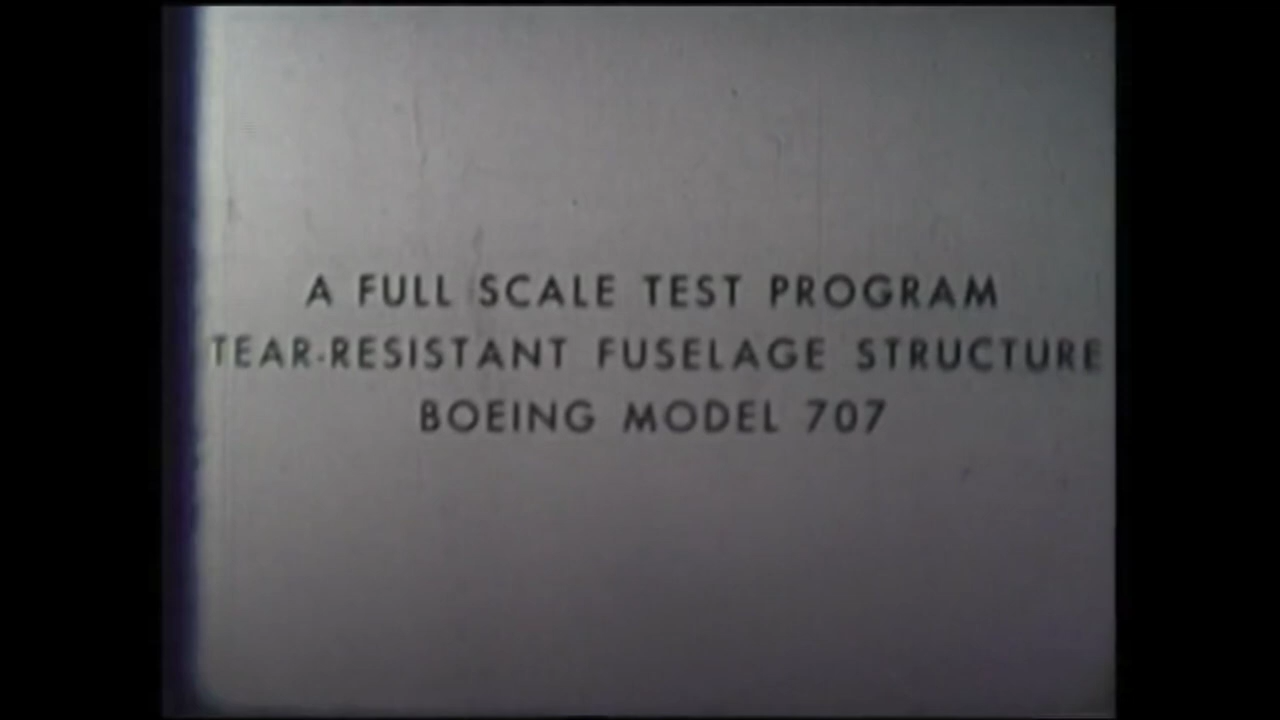 A FULL SCALE TEST PROGRAM
TEAR-RESISTANT FUSELAGE STRUCTURE
BOEING MODEL 707